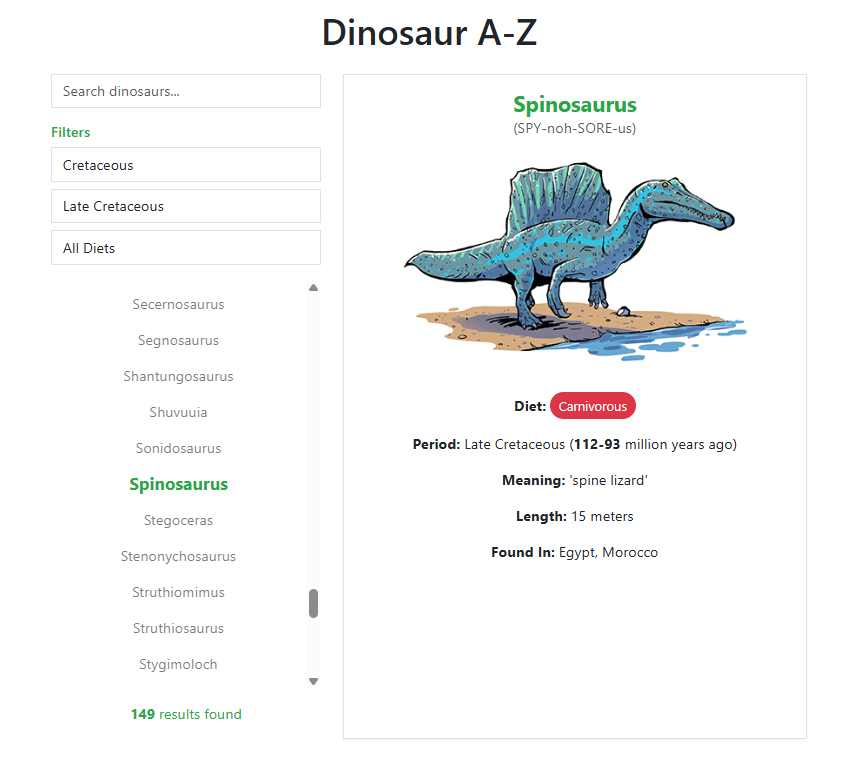 Dinosaur A-Z
Search dinosaurs...
Filters
Cretaceous
Late Cretaceous
All Diets
Secernosaurus
Segnosaurus
Shantungosaurus
Shuvuuia
Sonidosaurus
Spinosaurus
Stegoceras
Stenonychosaurus
Struthiomimus
Struthiosaurus
Stygimoloch
149 results found
Spinosaurus
(SPY-noh-SORE-us)
Diet: Carnivorous
Period: Late Cretaceous (112-93 million years ago)
Meaning: 'spine lizard'
Length: 15 meters
Found In: Egypt, Morocco